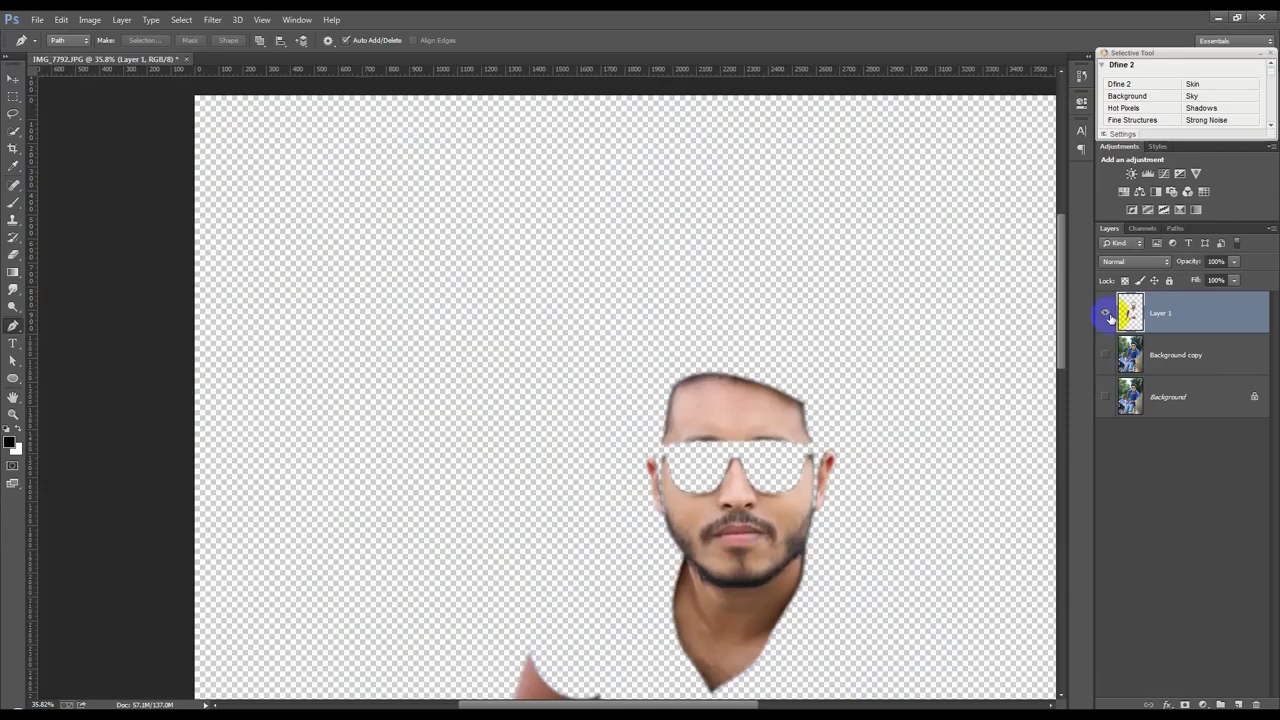 Ps File Edit Image Layer Type Select Filter 3D View Window Help
Path Make: Selection... Mask Shape Auto Add/Delete Align Edges Essentials
IMG_7792.JPG @ 35.8% (Layer 1, RGB/8) * ×
Selective Tool
Dfine 2
Dfine 2 Skin
Background Sky
Hot Pixels Shadows
Fine Structures Strong Noise
Settings
Adjustments Styles
Add an adjustment
Layers Channels Paths
Kind
Normal Opacity: 100%
Lock: Fill: 100%
Layer 1
Background copy
Background
35.82% Doc: 57.1M/137.0M